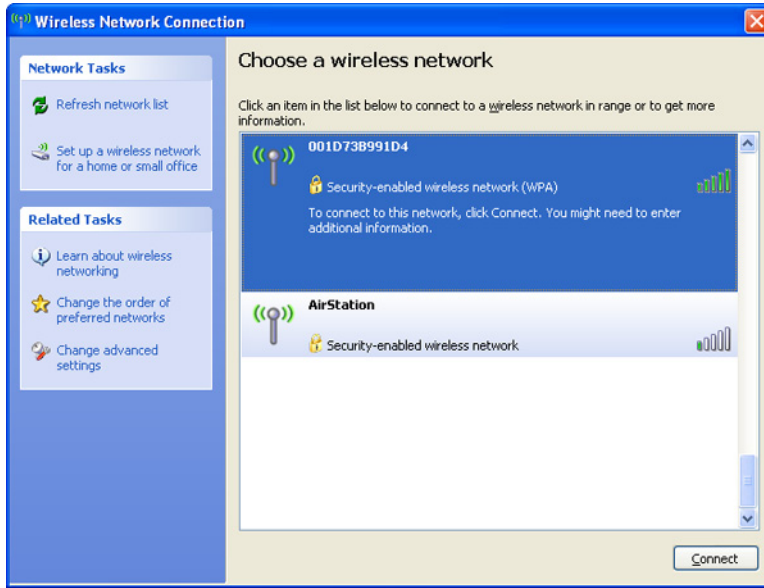 Wireless Network Connection
Network Tasks
Refresh network list
Set up a wireless network
for a home or small office
Related Tasks
Learn about wireless
networking
Change the order of
preferred networks
Change advanced
settings
Choose a wireless network
Click an item in the list below to connect to a wireless network in range or to get more
information.
001D73B991D4
Security-enabled wireless network (WPA)
To connect to this network, click Connect. You might need to enter
additional information.
AirStation
Security-enabled wireless network
Connect